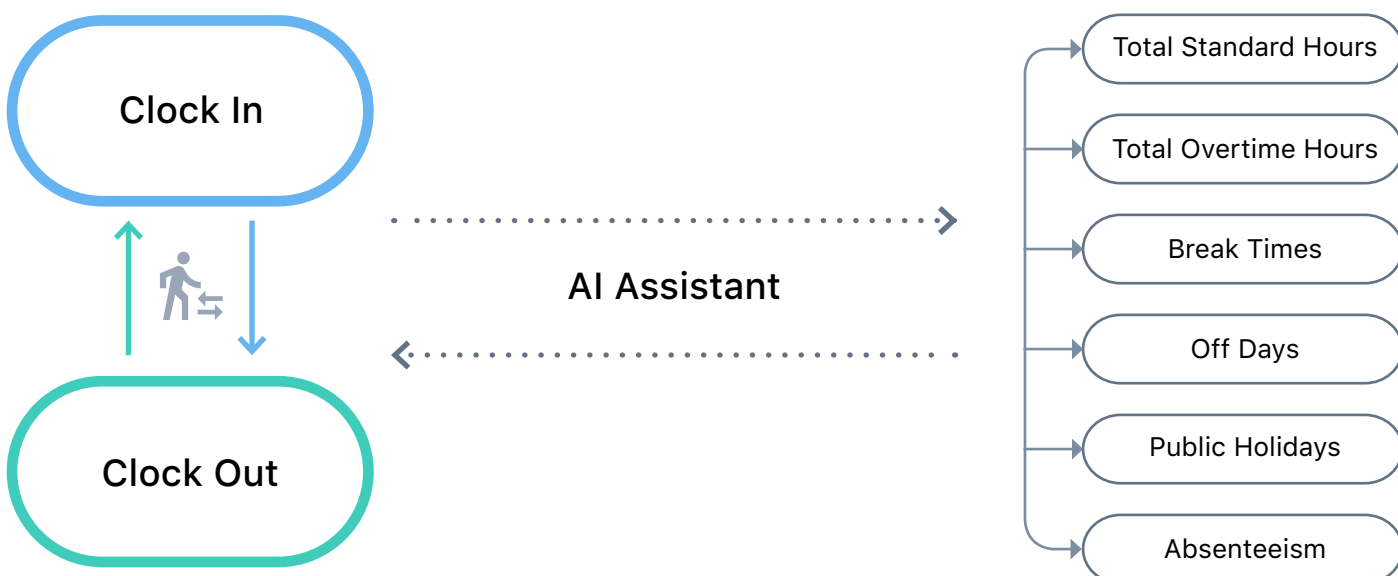 Clock In
Clock Out
AI Assistant
Total Standard Hours
Total Overtime Hours
Break Times
Off Days
Public Holidays
Absenteeism